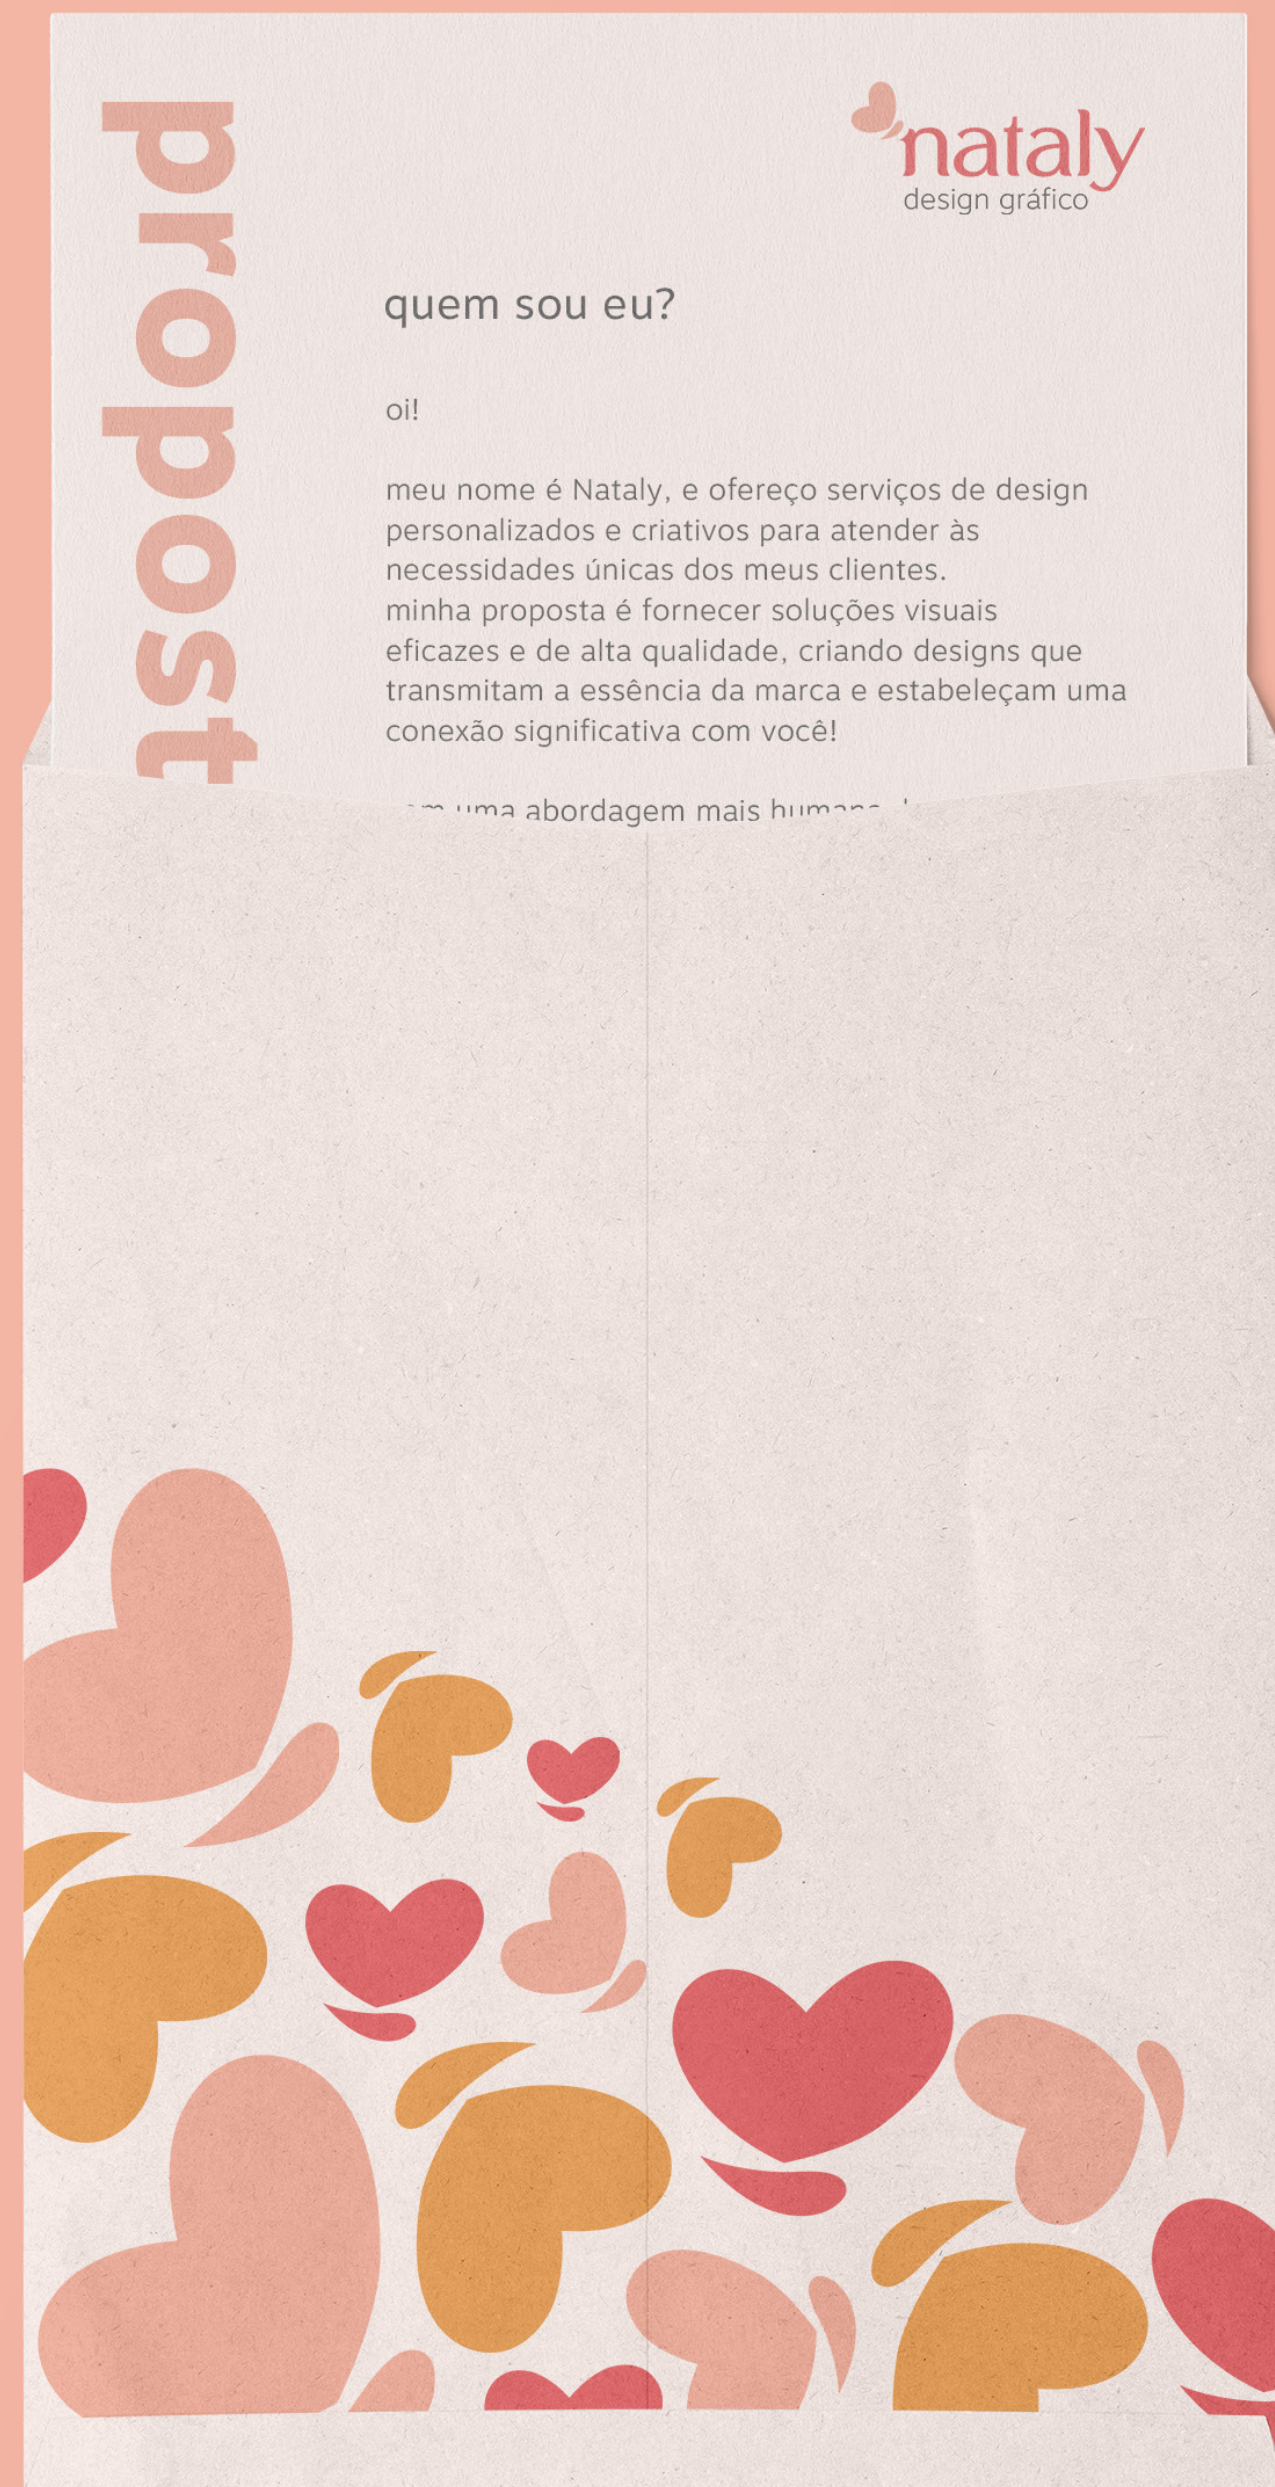 propost
nataly
design gráfico
quem sou eu?
oi!
meu nome é Nataly, e ofereço serviços de design
personalizados e criativos para atender às
necessidades únicas dos meus clientes.
minha proposta é fornecer soluções visuais
eficazes e de alta qualidade, criando designs que
transmitam a essência da marca e estabeleçam uma
conexão significativa com você!
uma abordagem mais